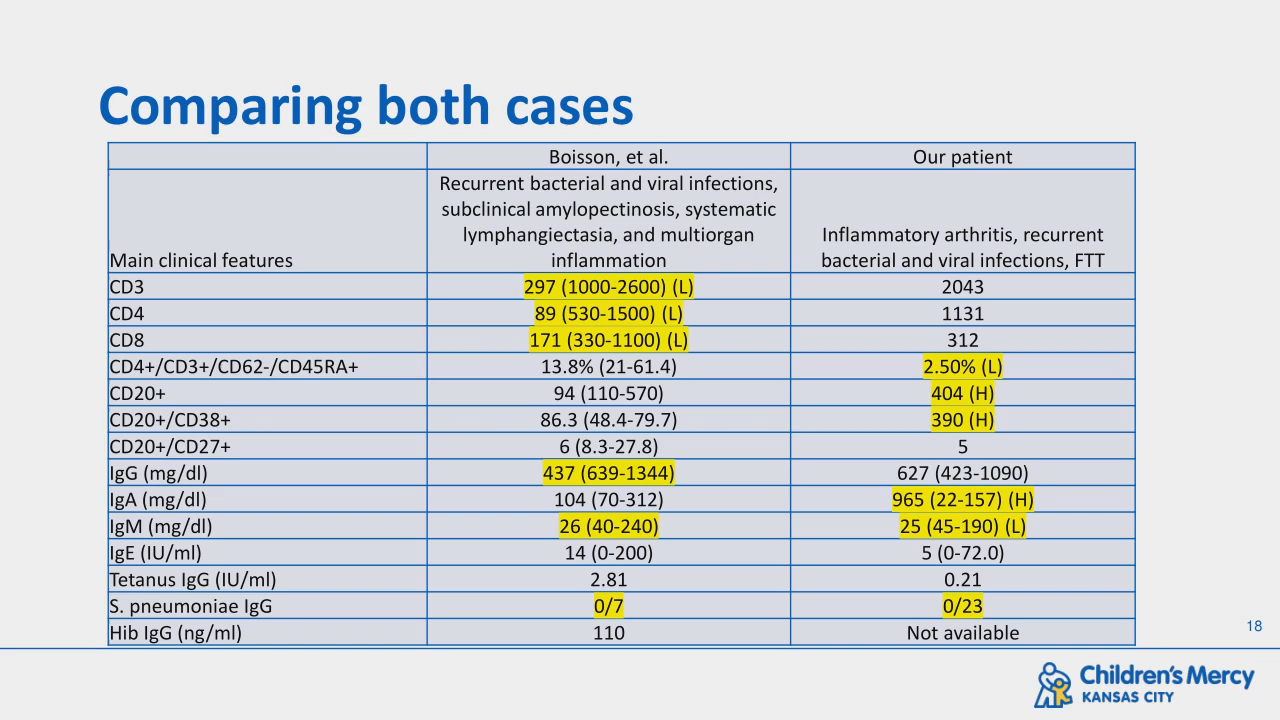 Comparing both cases
Boisson, et al. Our patient
Main clinical features Recurrent bacterial and viral infections, subclinical amylopectinosis, systematic lymphangiectasia, and multiorgan inflammation Inflammatory arthritis, recurrent bacterial and viral infections, FTT
CD3 297 (1000-2600) (L) 2043
CD4 89 (530-1500) (L) 1131
CD8 171 (330-1100) (L) 312
CD4+/CD3+/CD62-/CD45RA+ 13.8% (21-61.4) 2.50% (L)
CD20+ 94 (110-570) 404 (H)
CD20+/CD38+ 86.3 (48.4-79.7) 390 (H)
CD20+/CD27+ 6 (8.3-27.8) 5
IgG (mg/dl) 437 (639-1344) 627 (423-1090)
IgA (mg/dl) 104 (70-312) 965 (22-157) (H)
IgM (mg/dl) 26 (40-240) 25 (45-190) (L)
IgE (IU/ml) 14 (0-200) 5 (0-72.0)
Tetanus IgG (IU/ml) 2.81 0.21
S. pneumoniae IgG 0/7 0/23
Hib IgG (ng/ml) 110 Not available
18
Children's Mercy
KANSAS CITY